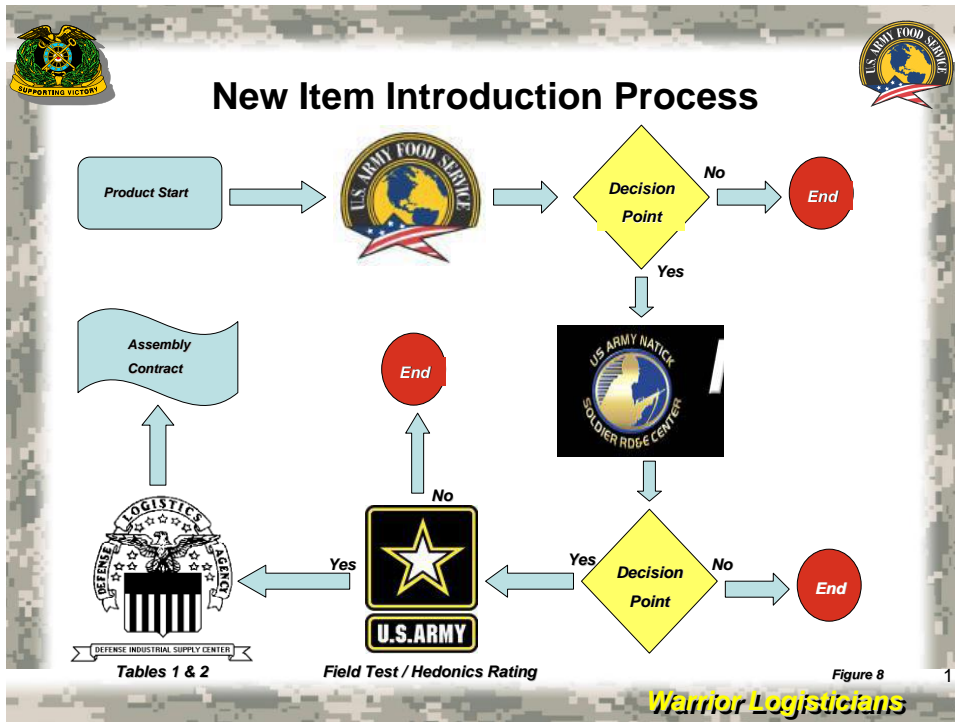 SUPPORTING VICTORY
U.S. ARMY FOOD SERVICE
New Item Introduction Process
Product Start
U.S. ARMY FOOD SERVICE
Decision
Point
No
End
Yes
US ARMY NATICK
SOLDIER RD&E CENTER
Decision
Point
No
End
Yes
U.S.ARMY
Field Test / Hedonics Rating
No
End
Yes
DEFENSE LOGISTICS AGENCY
DEFENSE INDUSTRIAL SUPPLY CENTER
Tables 1 & 2
Assembly
Contract
Figure 8
1
Warrior Logisticians